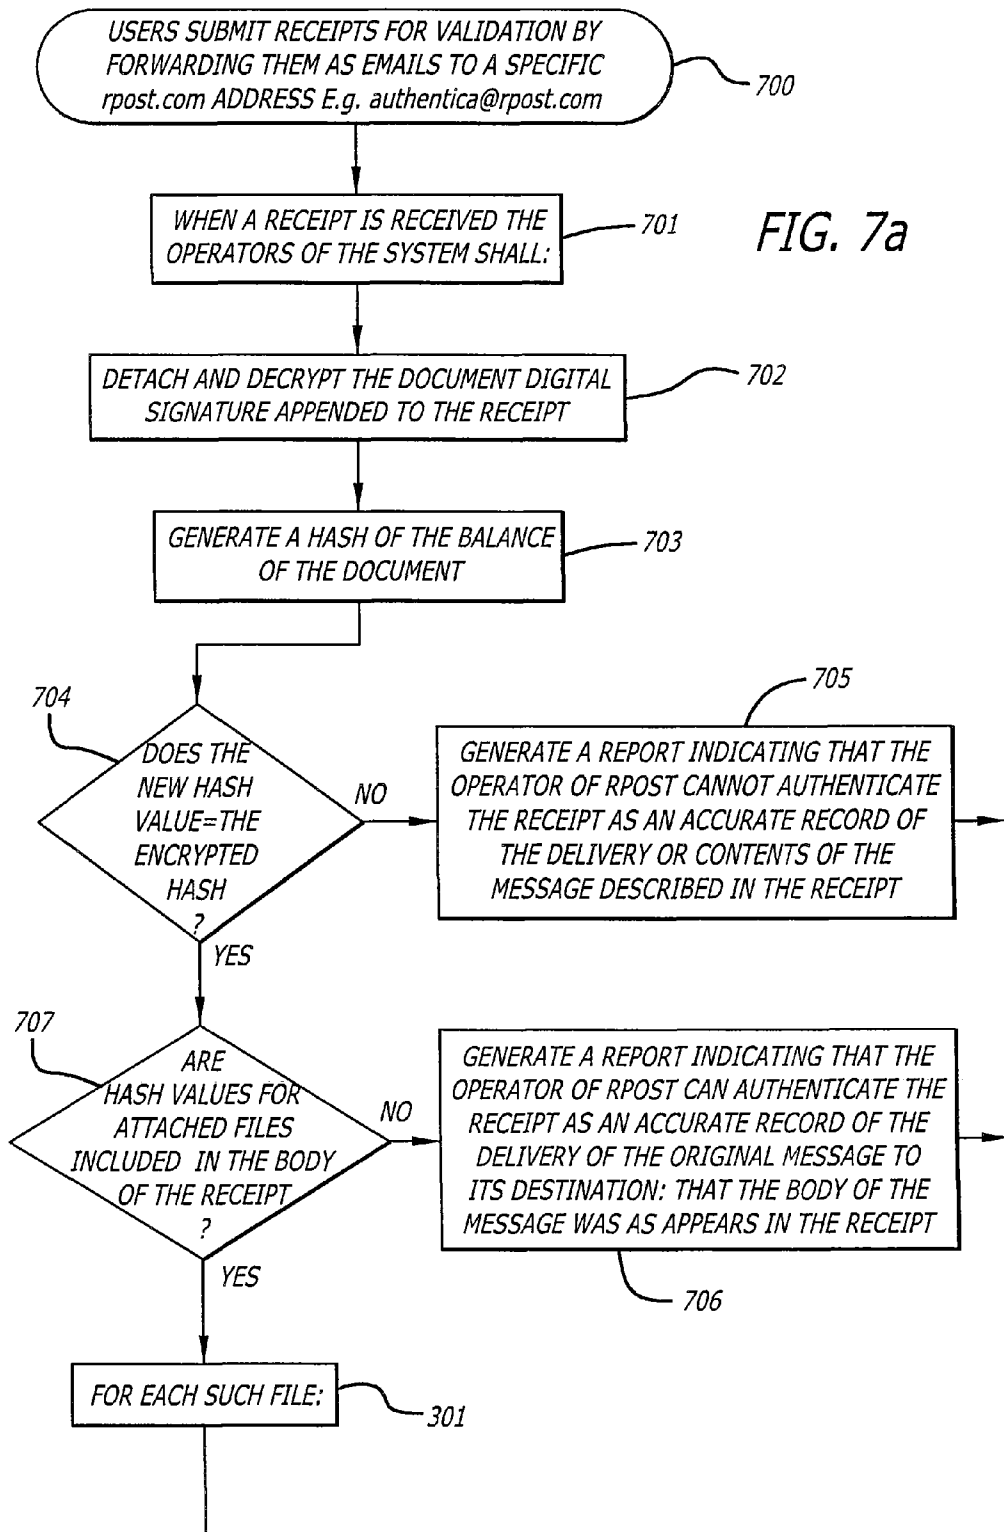 USERS SUBMIT RECEIPTS FOR VALIDATION BY
FORWARDING THEM AS EMAILS TO A SPECIFIC
rpost.com ADDRESS E.g. authentica@rpost.com
700
WHEN A RECEIPT IS RECEIVED THE
OPERATORS OF THE SYSTEM SHALL:
701
FIG. 7a
DETACH AND DECRYPT THE DOCUMENT DIGITAL
SIGNATURE APPENDED TO THE RECEIPT
702
GENERATE A HASH OF THE BALANCE
OF THE DOCUMENT
703
704
DOES THE
NEW HASH
VALUE=THE
ENCRYPTED
HASH
?
NO
YES
705
GENERATE A REPORT INDICATING THAT THE
OPERATOR OF RPOST CANNOT AUTHENTICATE
THE RECEIPT AS AN ACCURATE RECORD OF
THE DELIVERY OR CONTENTS OF THE
MESSAGE DESCRIBED IN THE RECEIPT
707
ARE
HASH VALUES FOR
ATTACHED FILES
INCLUDED IN THE BODY
OF THE RECEIPT
?
NO
YES
GENERATE A REPORT INDICATING THAT THE
OPERATOR OF RPOST CAN AUTHENTICATE THE
RECEIPT AS AN ACCURATE RECORD OF THE
DELIVERY OF THE ORIGINAL MESSAGE TO
ITS DESTINATION: THAT THE BODY OF THE
MESSAGE WAS AS APPEARS IN THE RECEIPT
706
FOR EACH SUCH FILE:
301